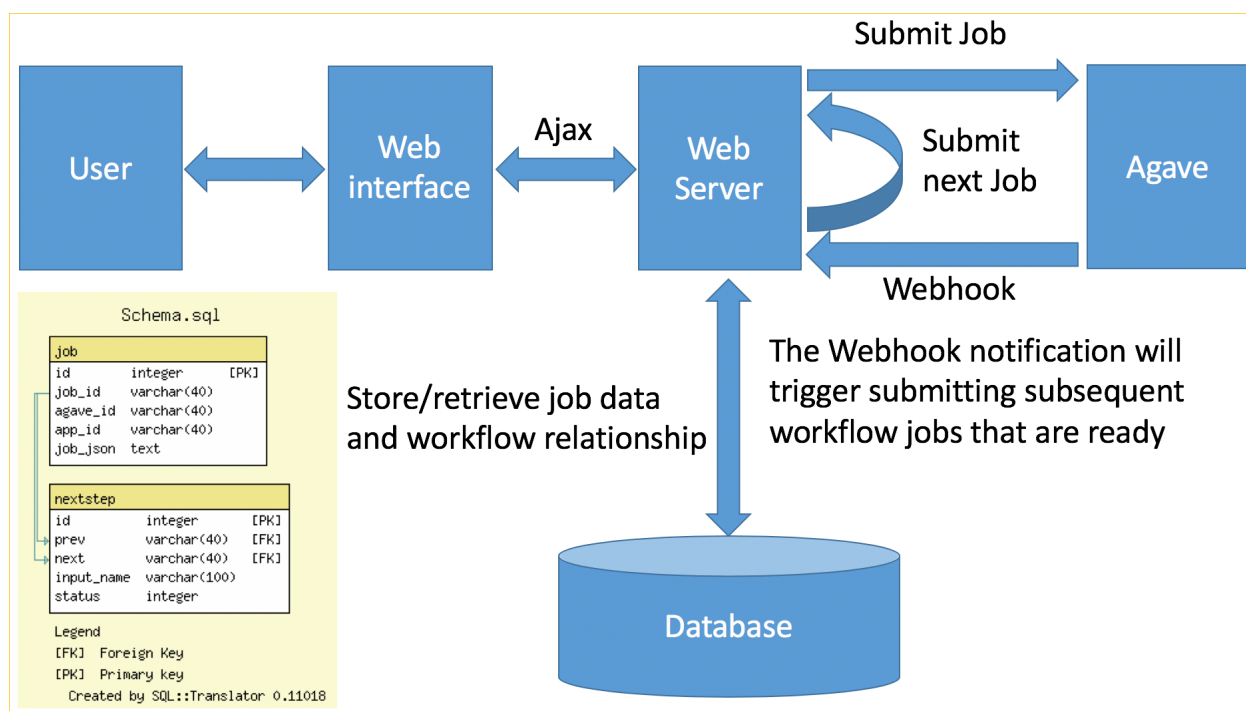 Submit Job
User
Web
interface
Ajax
Web
Server
Submit
next Job
Agave
Webhook
The Webhook notification will
trigger submitting subsequent
workflow jobs that are ready
Store/retrieve job data
and workflow relationship
Database
Schema.sql
job
id integer [PK]
job_id varchar(40)
agave_id varchar(40)
app_id varchar(40)
job_json text
nextstep
id integer [PK]
prev varchar(40) [FK]
next varchar(40) [FK]
input_name varchar(100)
status integer
Legend
[FK] Foreign Key
[PK] Primary key
Created by SQL::Translator 0.11018